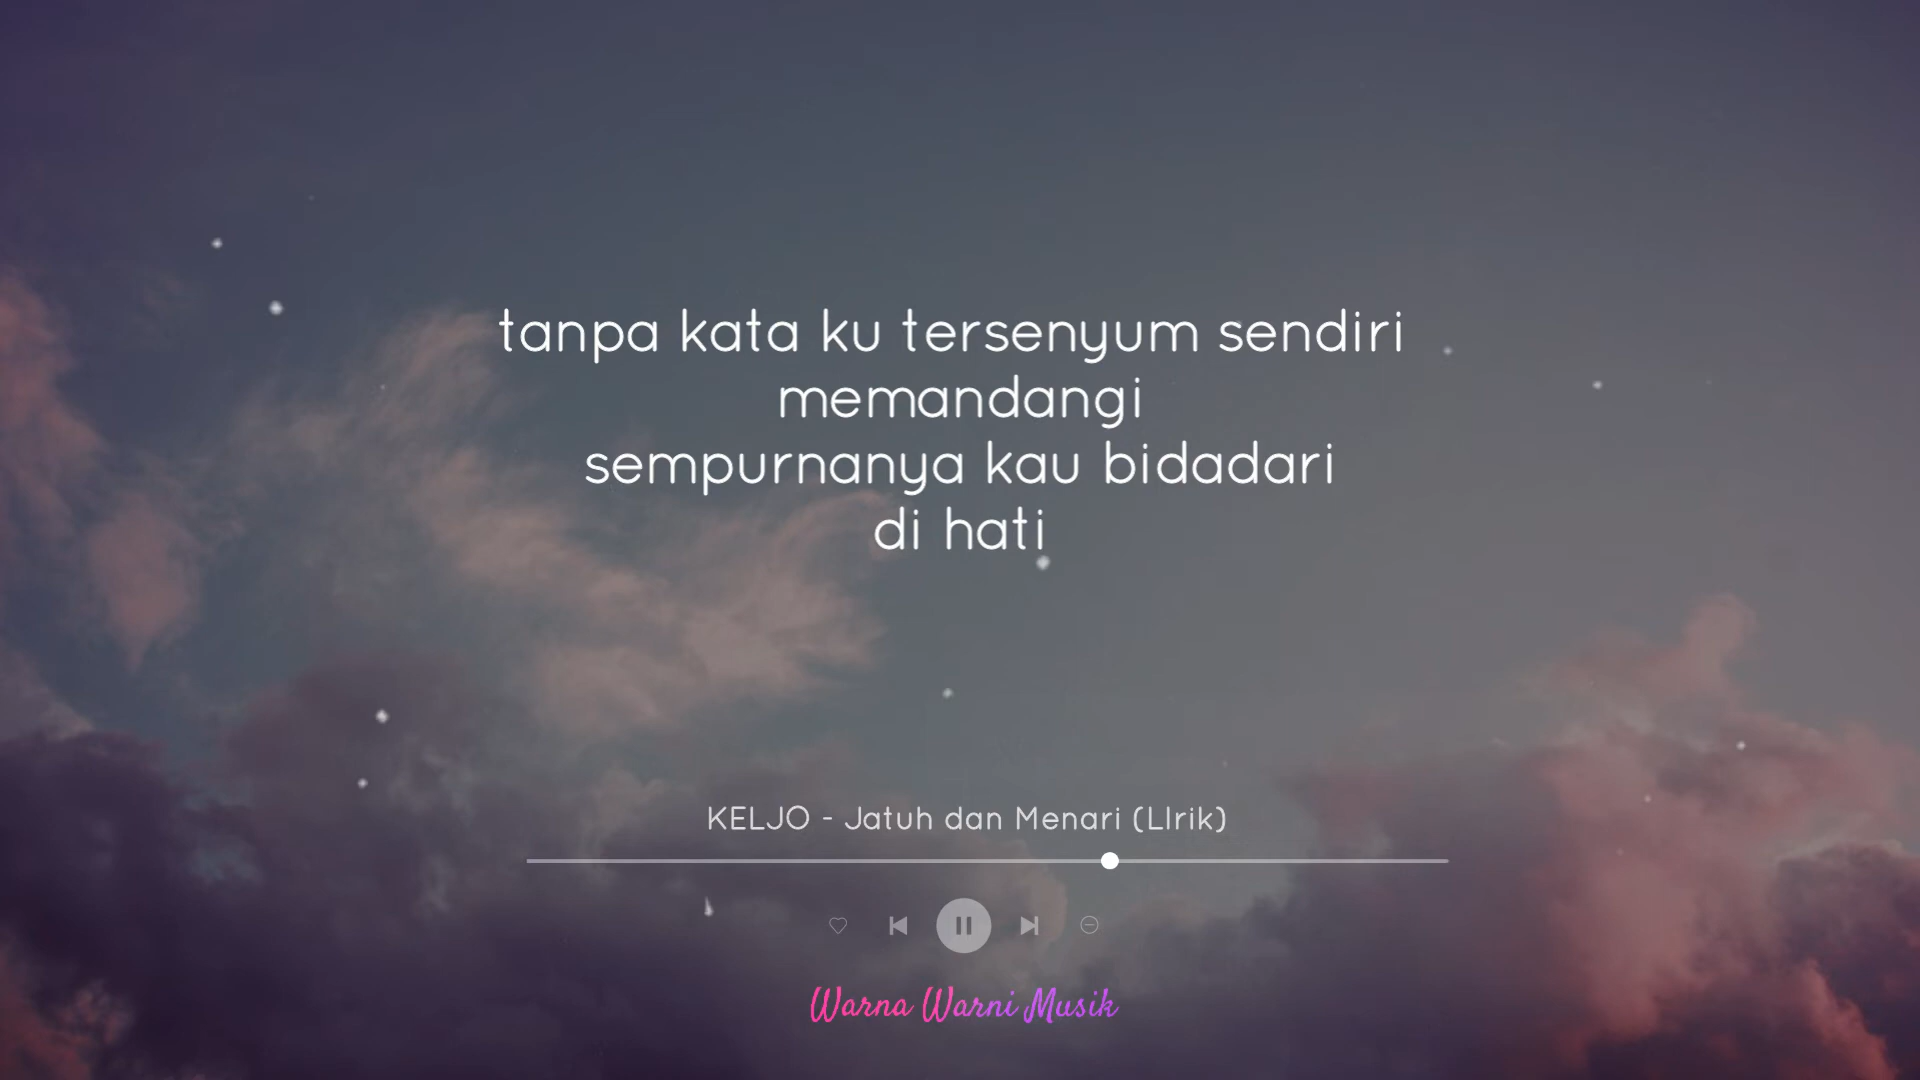 tanpa kata ku tersenyum sendiri
memandangi
sempurnanya kau bidadari
di hati
KELJO - Jatuh dan Menari (LIrik)
Warna Warni Musik